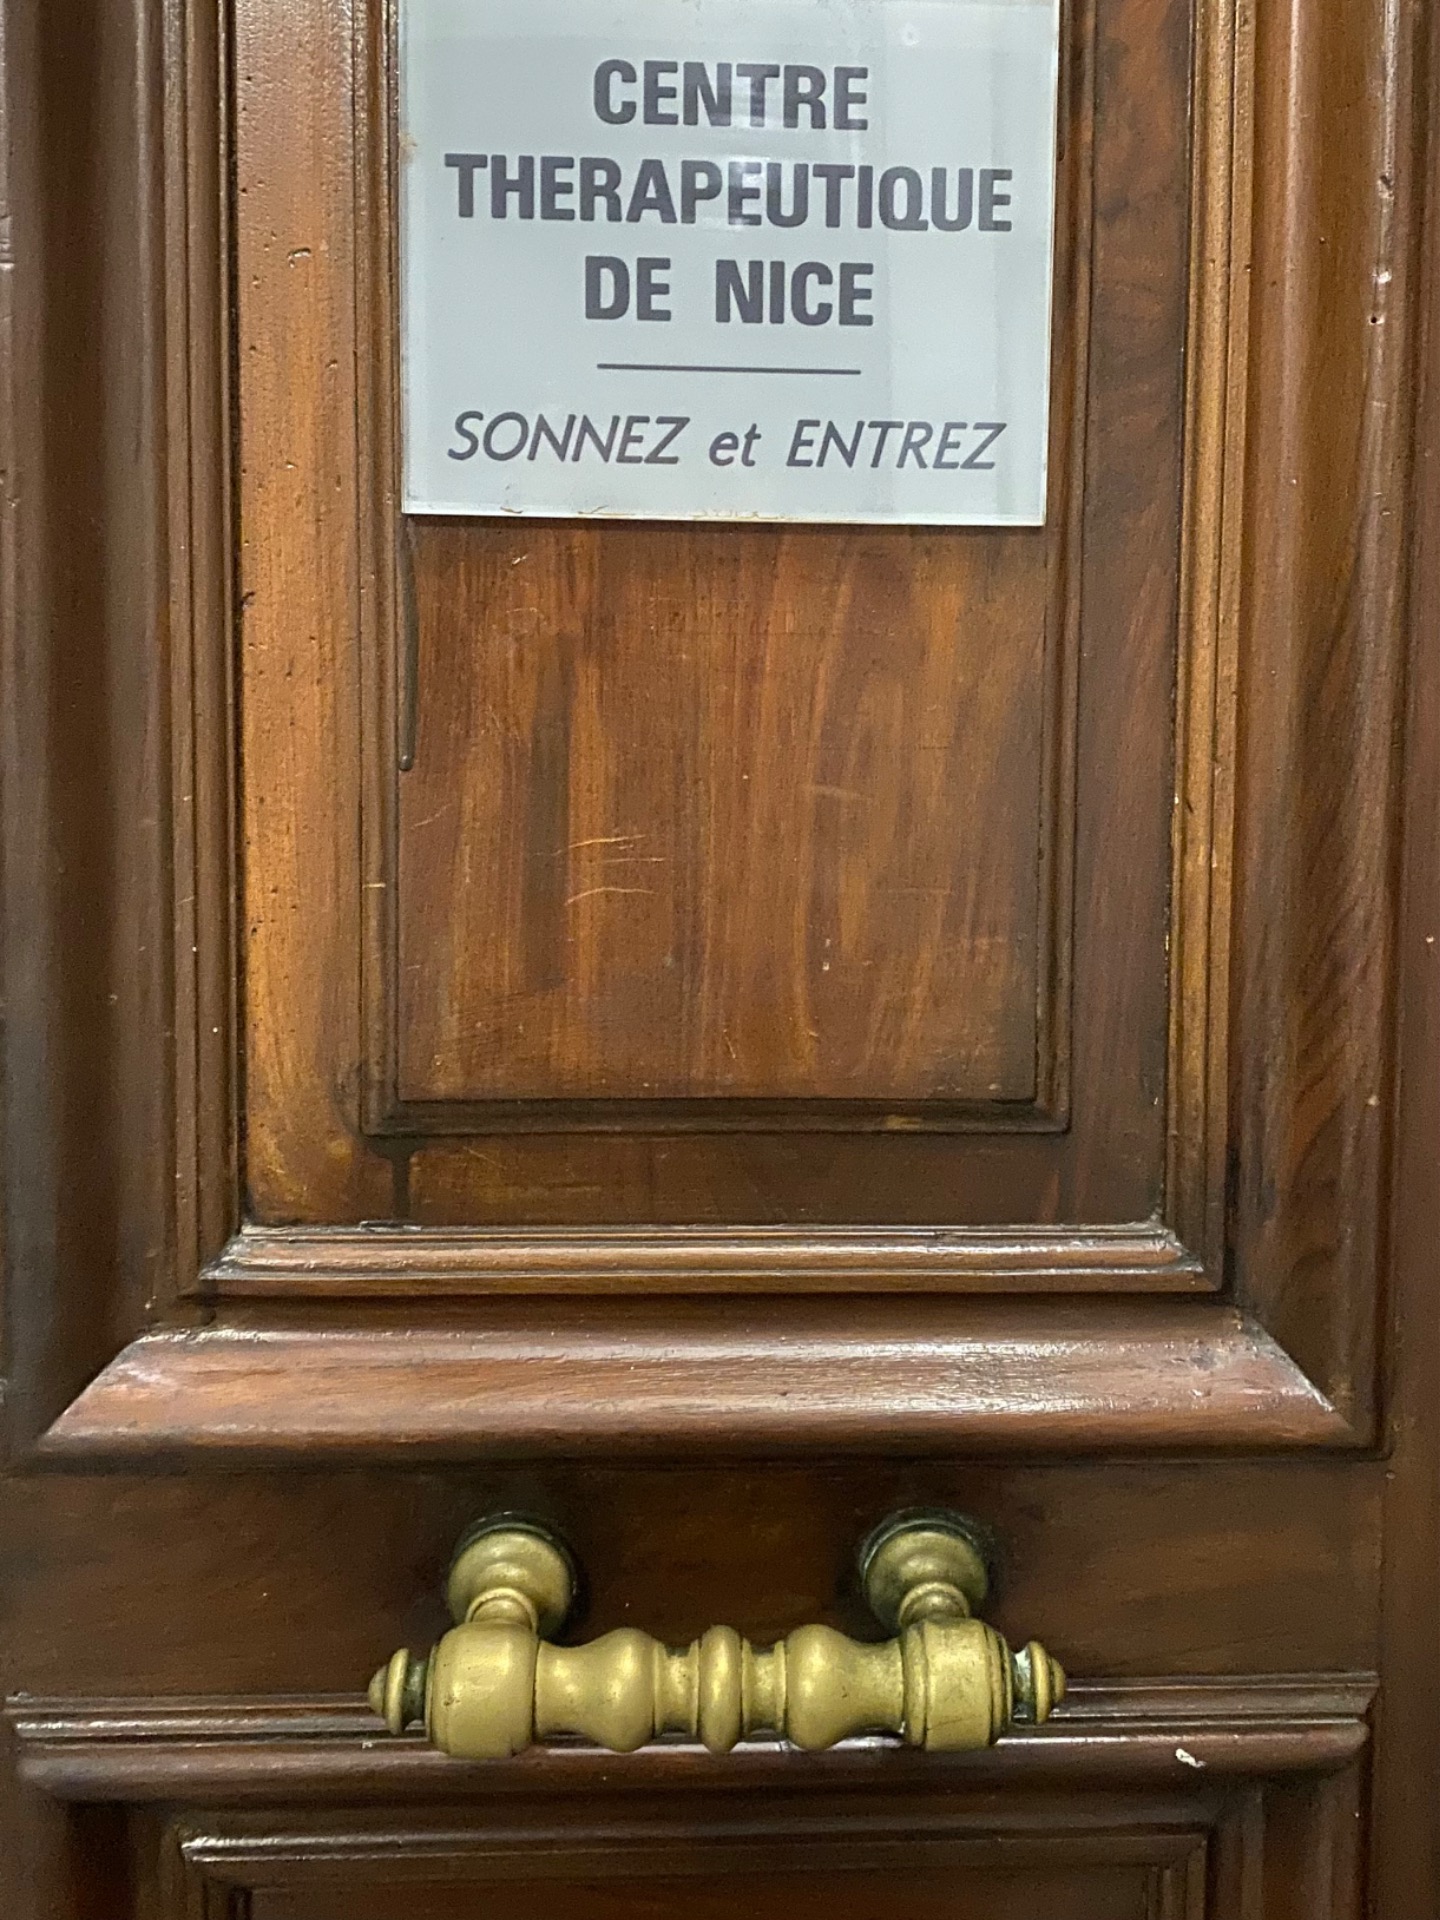 CENTRE
THERAPEUTIQUE
DE NICE
SONNEZ et ENTREZ